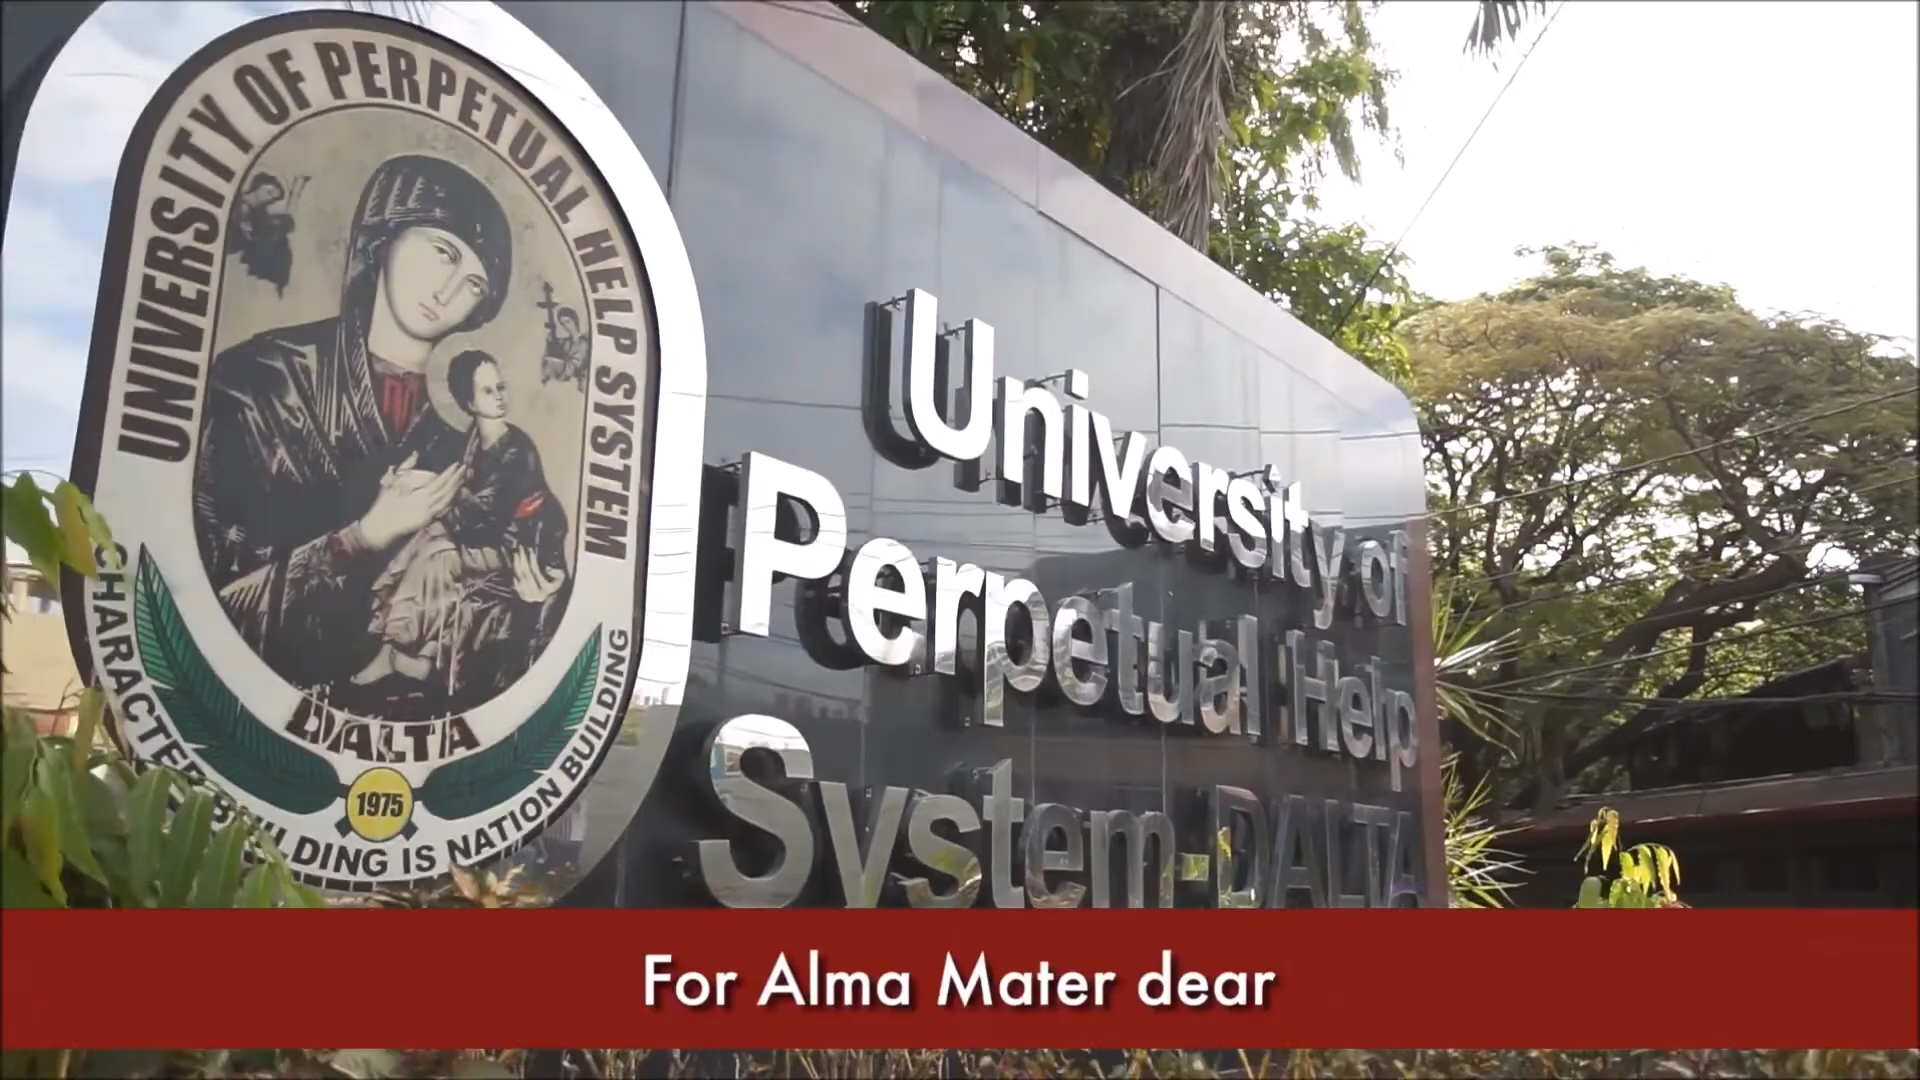 UNIVERSITY OF PERPETUAL HELP SYSTEM
DALTA
1975
CHARACTER BUILDING IS NATION BUILDING
University of
Perpetual Help
System-DALTA
For Alma Mater dear